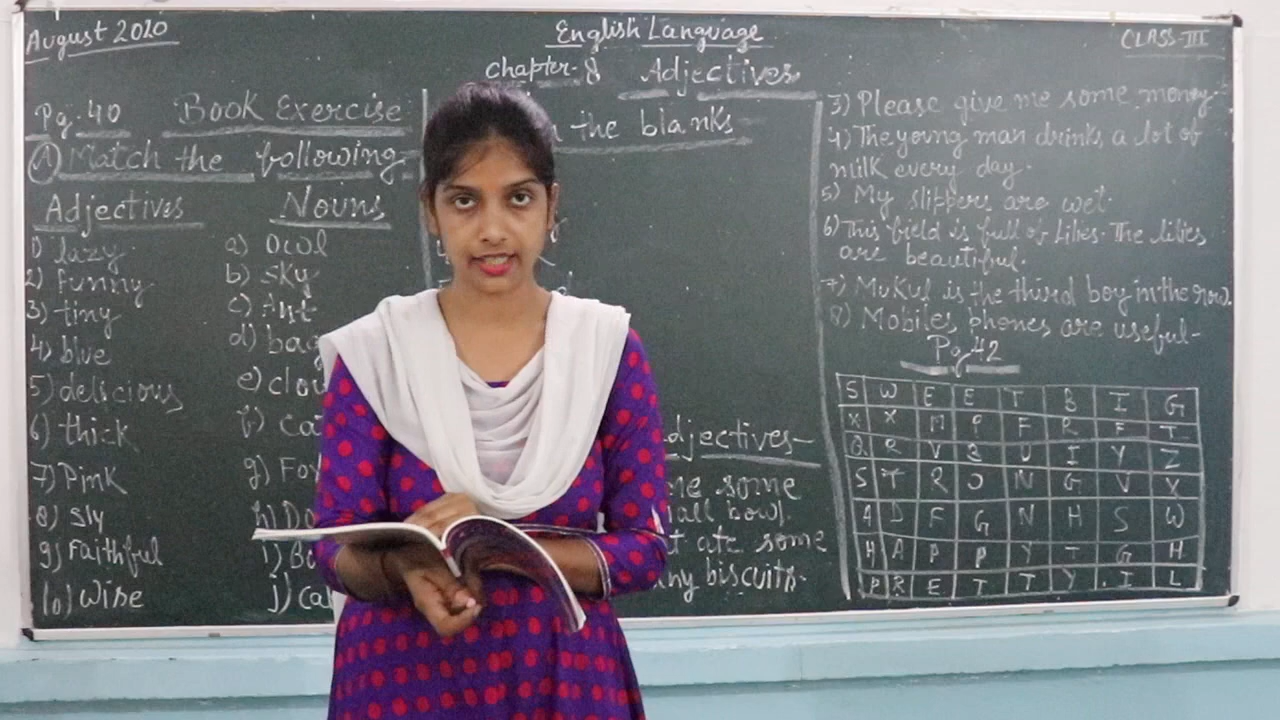 August 2020
English Language
CLASS-III
Chapter-8 Adjectives
Pg.40 Book Exercise
(A) Match the following
Adjectives Nouns
1) lazy a) Owl
2) funny b) Sky
3) tiny c) Ant
4) blue d) bag
5) delicious e)
6) thick f)
7) Pink g) Fox
8) Sly
9) Faithful
10) Wise
the blanks
some
bowl.
ate some
biscuits.
3) Please give me some money.
4) The young man drinks a lot of
milk every day.
5) My slippers are wet.
6) This field is full of lilies. The lilies
are beautiful.
7) Mukul is the third boy in the row.
8) Mobiles phones are useful-
Pg.42
S W E E T B I G
X X M P F R F T
Q R V B U I Y Z
S T R O N G V X
A D F G N H S W
H A P P Y T G H
P R E T T Y . I L